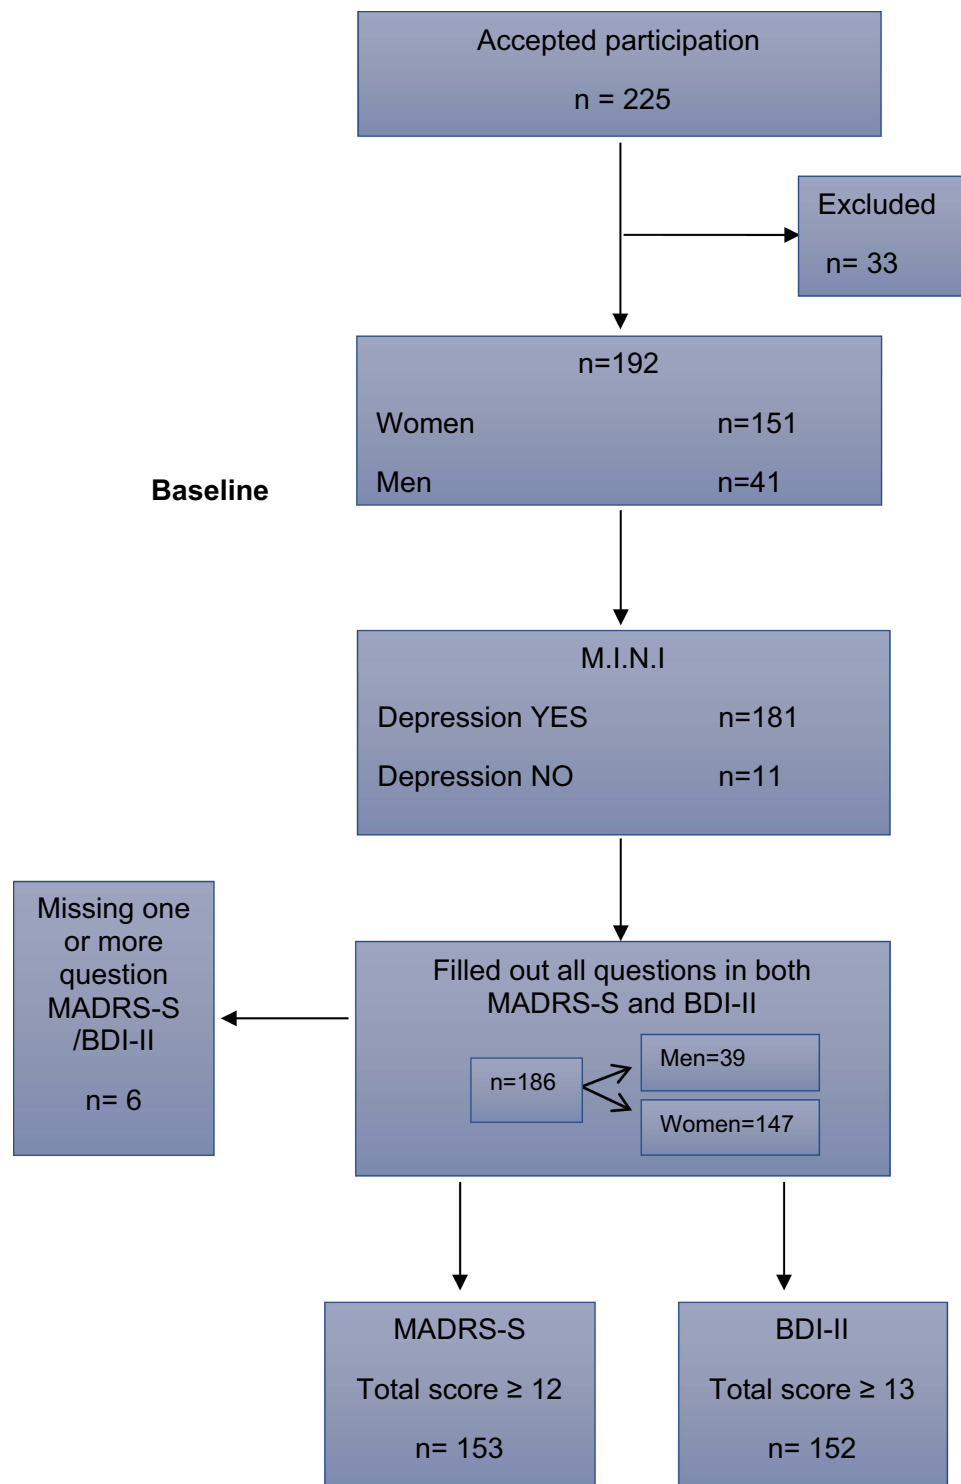 Accepted participation
n = 225
Excluded
n= 33
n=192
Women n=151
Men n=41
Baseline
M.I.N.I
Depression YES n=181
Depression NO n=11
Missing one
or more
question
MADRS-S
/BDI-II
n= 6
Filled out all questions in both
MADRS-S and BDI-II
n=186
Men=39
Women=147
MADRS-S
Total score ≥ 12
n= 153
BDI-II
Total score ≥ 13
n= 152